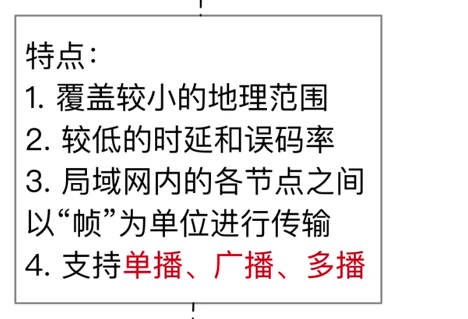 特点：
1. 覆盖较小的地理范围
2. 较低的时延和误码率
3. 局域网内的各节点之间
以“帧”为单位进行传输
4. 支持单播、广播、多播